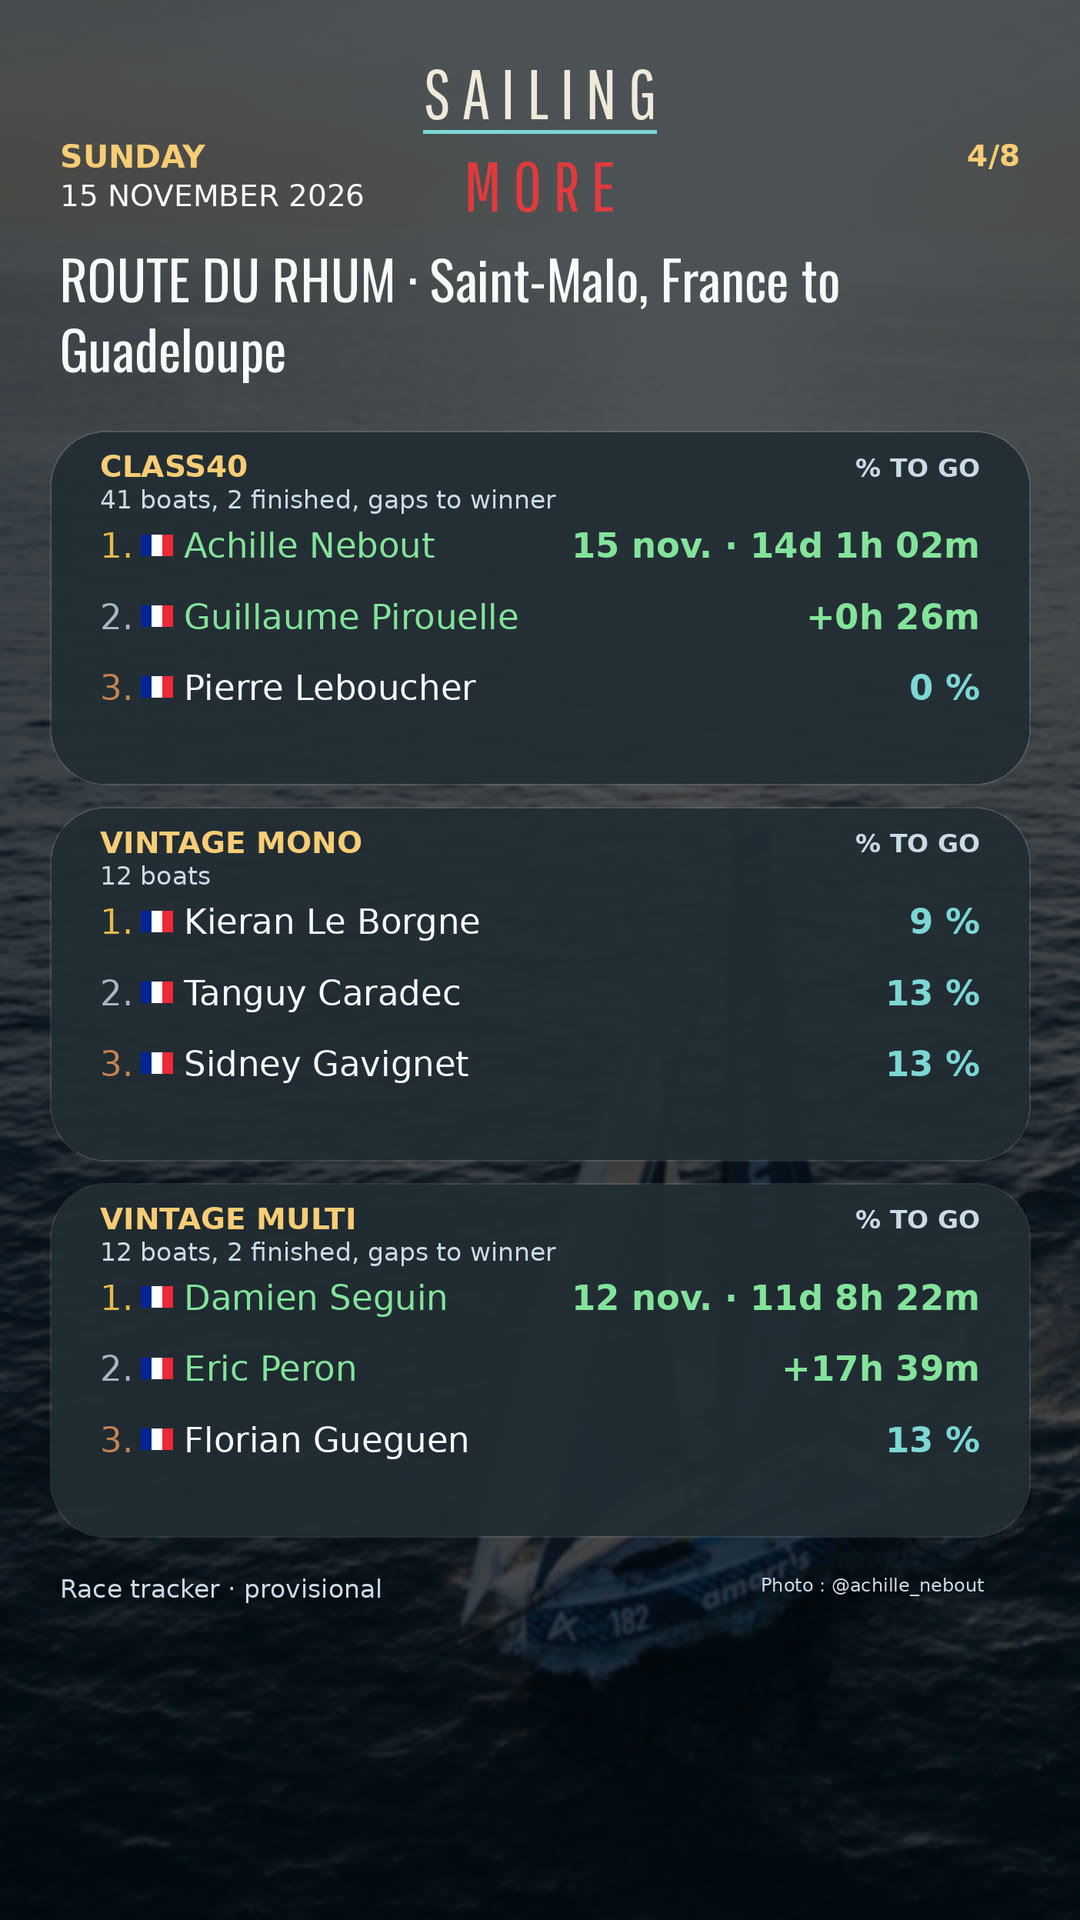 SAILING
MORE
SUNDAY
15 NOVEMBER 2026
4/8
ROUTE DU RHUM · Saint-Malo, France to
Guadeloupe
CLASS40
% TO GO
41 boats, 2 finished, gaps to winner
1. Achille Nebout 15 nov. · 14d 1h 02m
2. Guillaume Pirouelle +0h 26m
3. Pierre Leboucher 0 %
VINTAGE MONO
% TO GO
12 boats
1. Kieran Le Borgne 9 %
2. Tanguy Caradec 13 %
3. Sidney Gavignet 13 %
VINTAGE MULTI
% TO GO
12 boats, 2 finished, gaps to winner
1. Damien Seguin 12 nov. · 11d 8h 22m
2. Eric Peron +17h 39m
3. Florian Gueguen 13 %
Race tracker · provisional
Photo : @achille_nebout
amarris
182